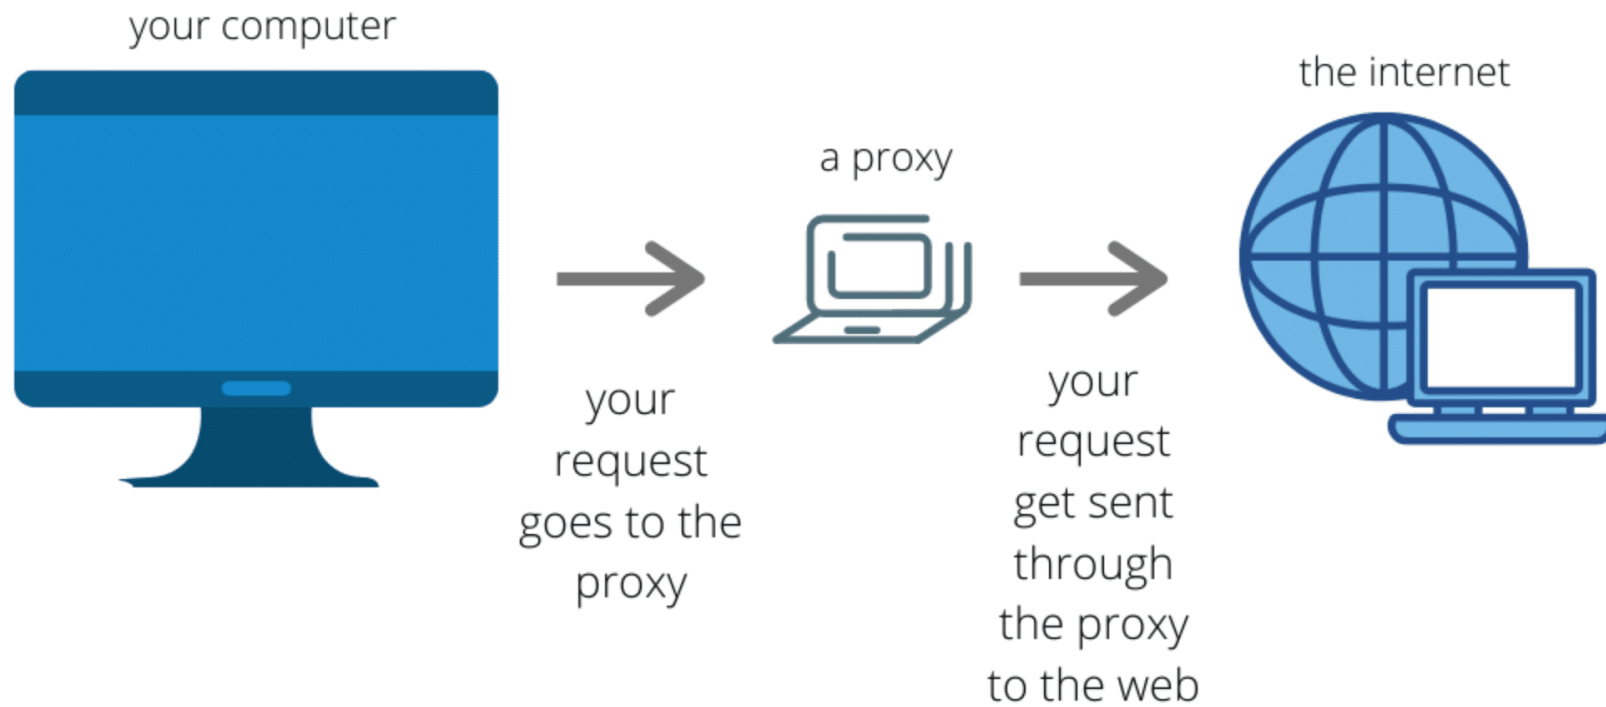 your computer
the internet
a proxy
your
request
goes to the
proxy
your
request
get sent
through
the proxy
to the web